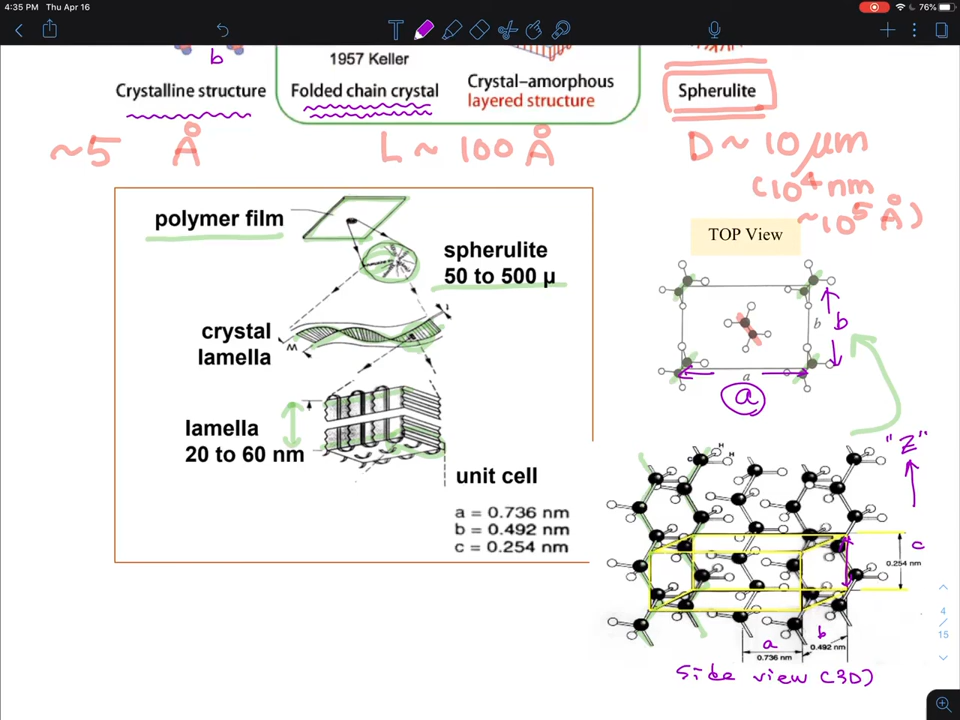 4:35 PM Thu Apr 16
76%
T
b
1957 Keller
Crystalline structure
Folded chain crystal
Crystal–amorphous
layered structure
Spherulite
~5 Å
L ~ 100 Å
D ~ 10 μm
(10⁴ nm
~10⁵ Å)
polymer film
spherulite
50 to 500 μ
crystal
lamella
W
lamella
20 to 60 nm
unit cell
a = 0.736 nm
b = 0.492 nm
c = 0.254 nm
TOP View
b
b
a
a
"Z"
H
C
H
c
0.254 nm
a
0.736 nm
b
0.492 nm
Side view (3D)
4
/
15